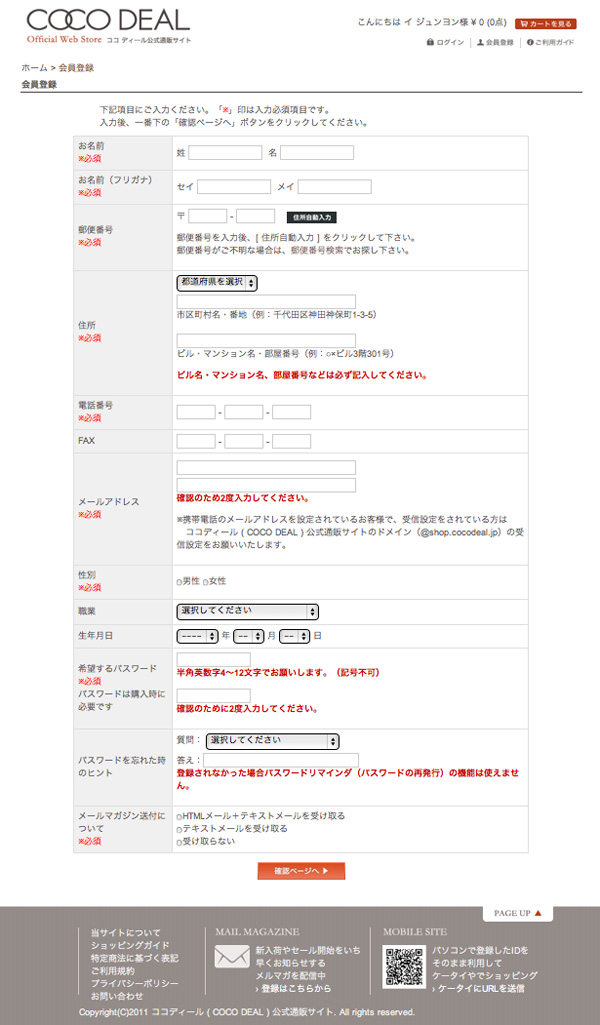 COCO DEAL
Official Web Store ココ ディール公式通販サイト
こんにちは イ ジュンヨン様 ¥ 0 (0点) カートを見る
ログイン 会員登録 ご利用ガイド
ホーム > 会員登録
会員登録
下記項目にご入力ください。「※」印は入力必須項目です。
入力後、一番下の「確認ページへ」ボタンをクリックしてください。
お名前
※必須
姓 名
お名前（フリガナ）
※必須
セイ メイ
郵便番号
※必須
〒 - 住所自動入力
郵便番号を入力後、[ 住所自動入力 ] をクリックして下さい。
郵便番号がご不明な場合は、郵便番号検索でお探し下さい。
住所
※必須
都道府県を選択
市区町村名・番地（例：千代田区神田神保町1-3-5）
ビル・マンション名・部屋番号（例：○×ビル3階301号）
ビル名・マンション名、部屋番号などは必ず記入してください。
電話番号
※必須
- -
FAX
- -
メールアドレス
※必須
確認のため2度入力してください。
※携帯電話のメールアドレスを設定されているお客様で、受信設定をされている方は
ココディール ( COCO DEAL ) 公式通販サイトのドメイン（@shop.cocodeal.jp）の受
信設定をお願いいたします。
性別
※必須
男性 女性
職業
選択してください
生年月日
---- 年 -- 月 -- 日
希望するパスワード
※必須
パスワードは購入時に
必要です
半角英数字4〜12文字でお願いします。（記号不可）
確認のために2度入力してください。
パスワードを忘れた時
のヒント
質問： 選択してください
答え：
登録されなかった場合パスワードリマインダ（パスワードの再発行）の機能は使えませ
ん。
メールマガジン送付に
ついて
※必須
HTMLメール＋テキストメールを受け取る
テキストメールを受け取る
受け取らない
確認ページへ
PAGE UP
当サイトについて
ショッピングガイド
特定商法に基づく表記
ご利用規約
プライバシーポリシー
お問い合わせ
MAIL MAGAZINE
新入荷やセール開始をいち
早くお知らせする
メルマガを配信中
› 登録はこちらから
MOBILE SITE
パソコンで登録したIDを
そのまま利用して
ケータイやでショッピング
› ケータイにURLを送信
Copyright(C)2011 ココディール ( COCO DEAL ) 公式通販サイト. All rights reserved.